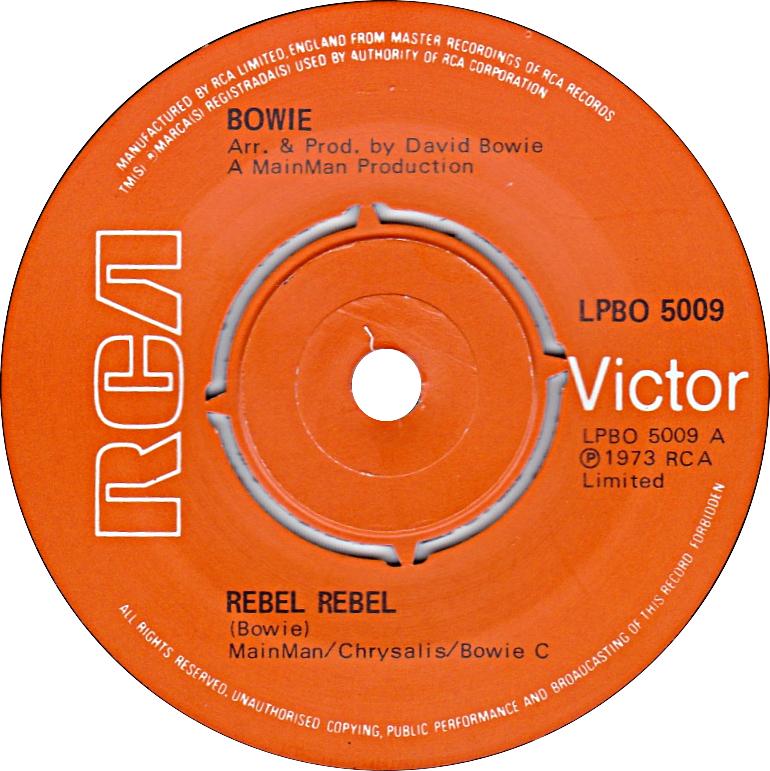 MANUFACTURED BY RCA LIMITED, ENGLAND FROM MASTER RECORDINGS OF RCA RECORDS
TM(S) ® MARCA(S) REGISTRADA(S) USED BY AUTHORITY OF RCA CORPORATION
BOWIE
Arr. & Prod. by David Bowie
A MainMan Production
RCA
LPBO 5009
Victor
LPBO 5009 A
℗1973 RCA
Limited
REBEL REBEL
(Bowie)
MainMan/Chrysalis/Bowie C
ALL RIGHTS RESERVED, UNAUTHORISED COPYING, PUBLIC PERFORMANCE AND BROADCASTING OF THIS RECORD FORBIDDEN